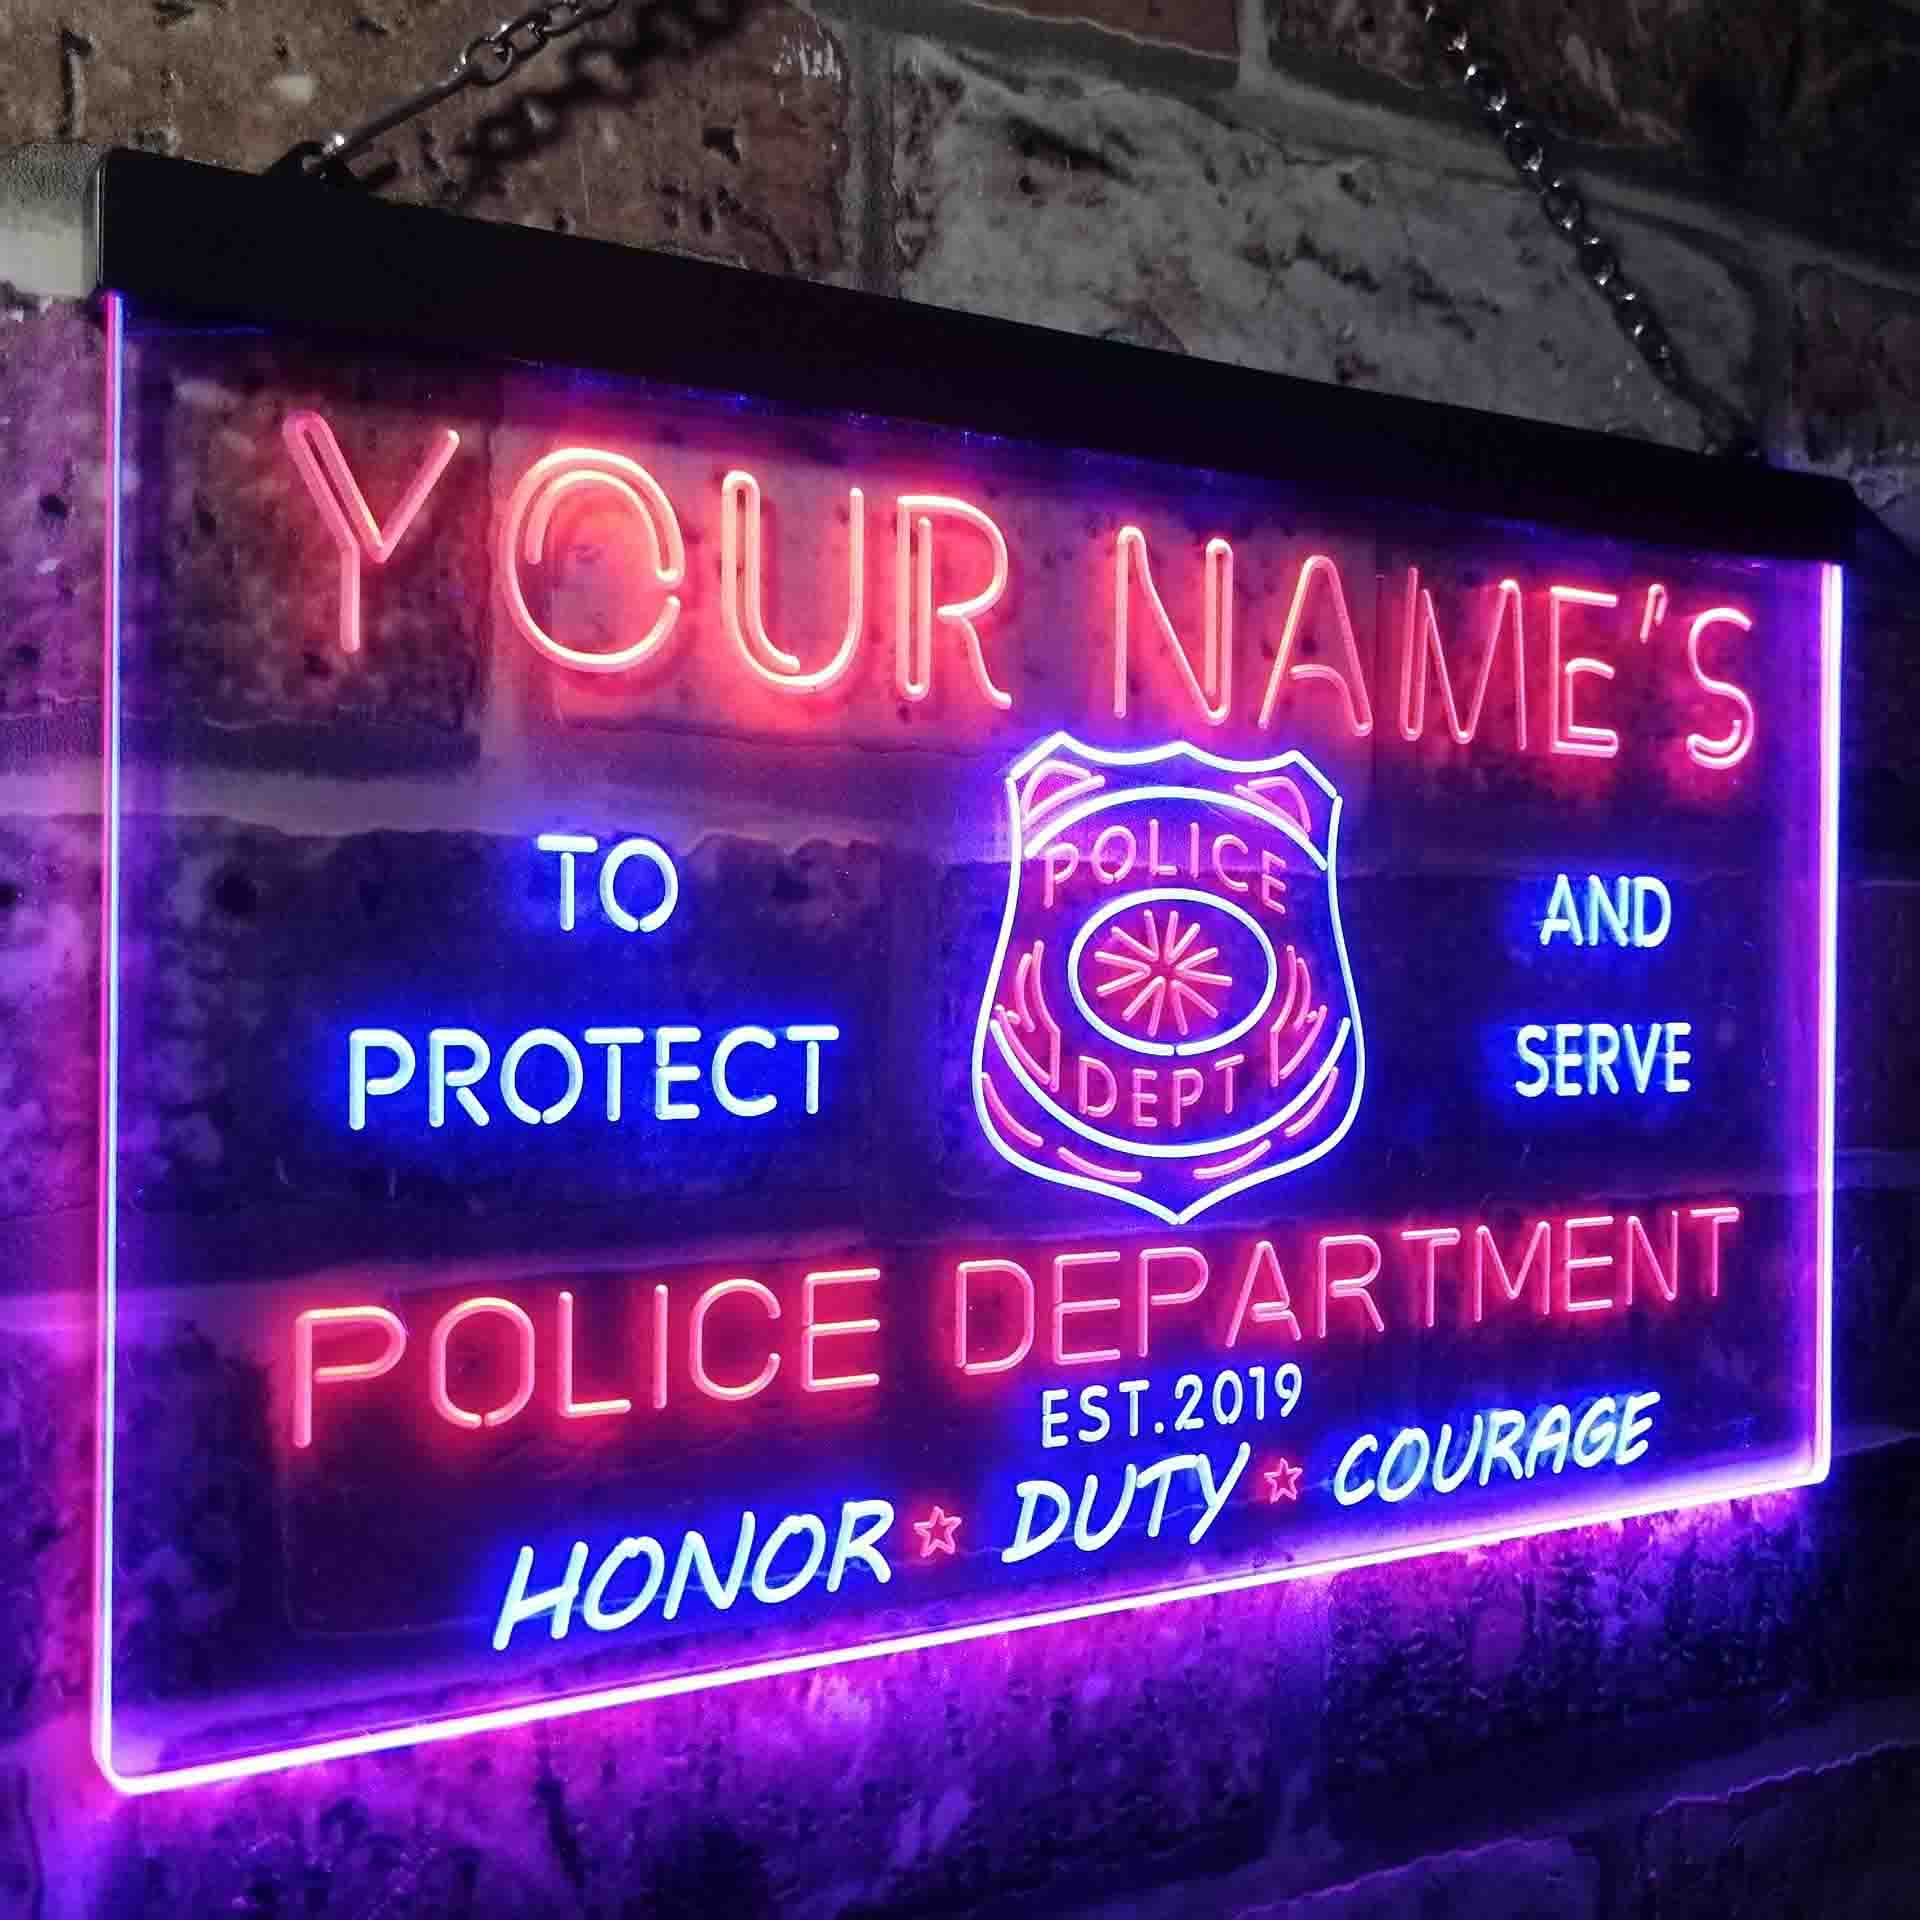 YOUR NAME'S
TO
PROTECT
POLICE
DEPT
AND
SERVE
POLICE DEPARTMENT
EST.2019
HONOR ☆ DUTY ☆ COURAGE